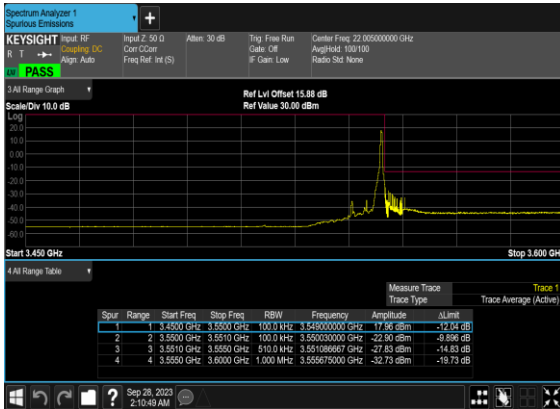 Spectrum Analyzer 1
Spurious Emissions
KEYSIGHT Input: RF Input Z: 50 Ω Atten: 30 dB Trig: Free Run Center Freq: 22.005000000 GHz
R T Coupling: DC Corr CCorr Gate: Off Avg|Hold: 100/100
Align: Auto Freq Ref: Int (S) IF Gain: Low Radio Std: None
PASS
3 All Range Graph
Ref Lvl Offset 15.88 dB
Scale/Div 10.0 dB Ref Value 30.00 dBm
Log
20.0
10.0
0.00
-10.0
-20.0
-30.0
-40.0
-50.0
-60.0
Start 3.450 GHz Stop 3.600 GH
4 All Range Table
Measure Trace Trace 1
Trace Type Trace Average (Active)
Spur Range Start Freq Stop Freq RBW Frequency Amplitude ΔLimit
1 1 3.4500 GHz 3.5500 GHz 100.0 kHz 3.549000000 GHz 17.96 dBm -12.04 dB
2 2 3.5500 GHz 3.5510 GHz 100.0 kHz 3.550030000 GHz -22.90 dBm -9.896 dB
3 3 3.5510 GHz 3.5550 GHz 510.0 kHz 3.551086667 GHz -27.83 dBm -14.83 dB
4 4 3.5550 GHz 3.6000 GHz 1.000 MHz 3.555675000 GHz -32.73 dBm -19.73 dB
Sep 28, 2023
2:10:49 AM